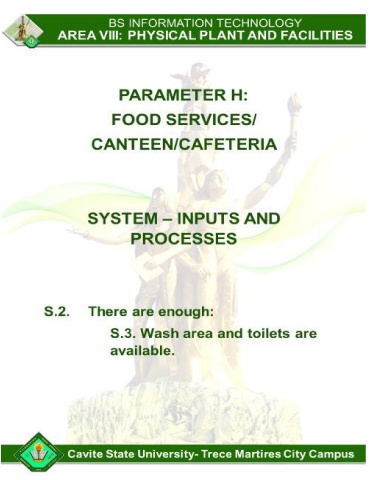 BS INFORMATION TECHNOLOGY
AREA VIII: PHYSICAL PLANT AND FACILITIES
PARAMETER H:
FOOD SERVICES/
CANTEEN/CAFETERIA
SYSTEM – INPUTS AND
PROCESSES
S.2. There are enough:
S.3. Wash area and toilets are
available.
Cavite State University- Trece Martires City Campus